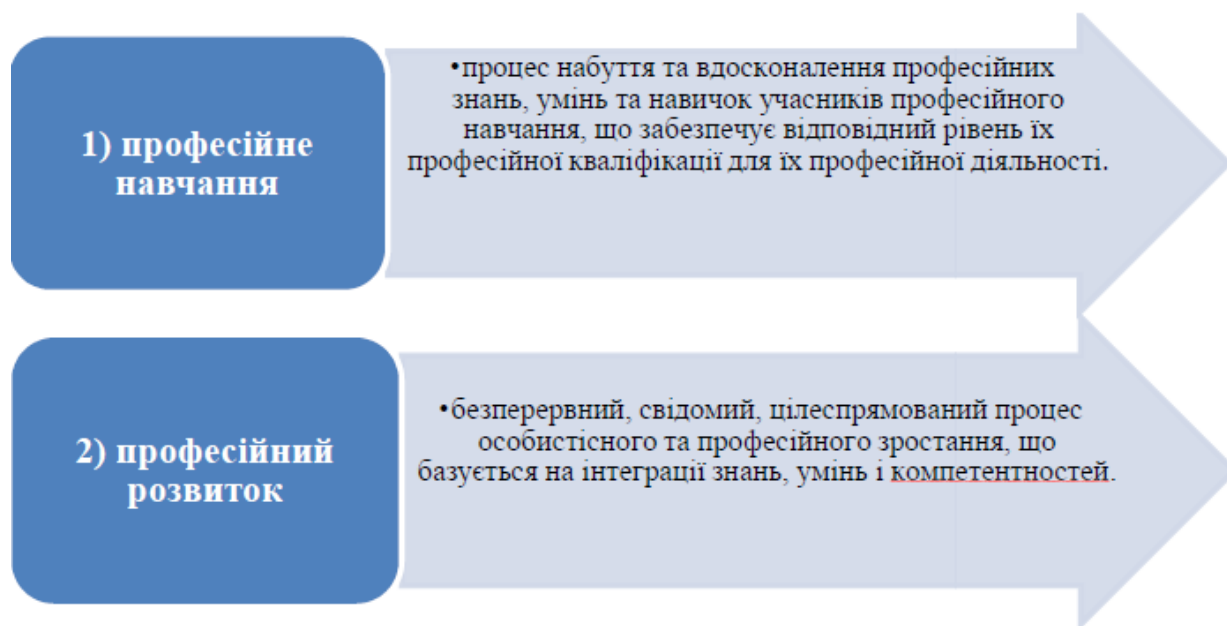 1) професійне
навчання
•процес набуття та вдосконалення професійних
знань, умінь та навичок учасників професійного
навчання, що забезпечує відповідний рівень їх
професійної кваліфікації для їх професійної діяльності.
2) професійний
розвиток
•безперервний, свідомий, цілеспрямований процес
особистісного та професійного зростання, що
базується на інтеграції знань, умінь і компетентностей.